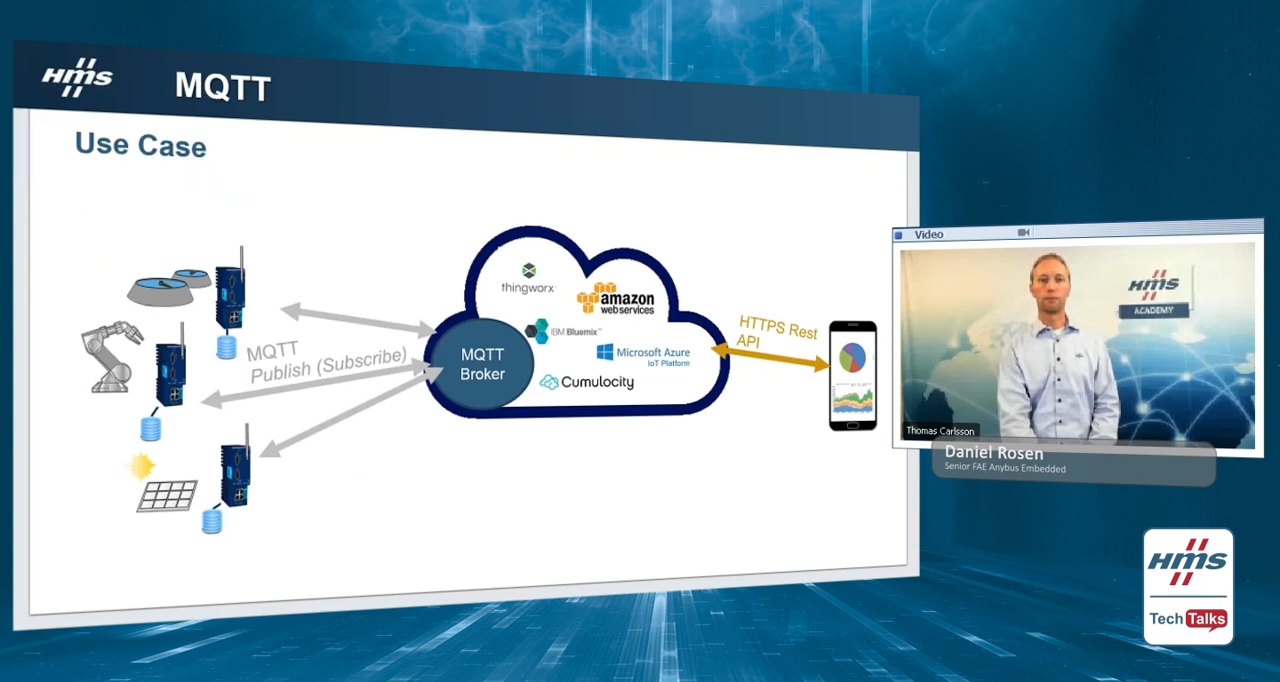 HMS
MQTT
Use Case
MQTT
Publish (Subscribe)
MQTT
Broker
thingworx
amazon
webservices
IBM Bluemix™
Microsoft Azure
IoT Platform
Cumulocity
HTTPS Rest
API
Video
HMS
ACADEMY
Thomas Carlsson
Daniel Rosen
Senior FAE Anybus Embedded
HMS
Tech Talks